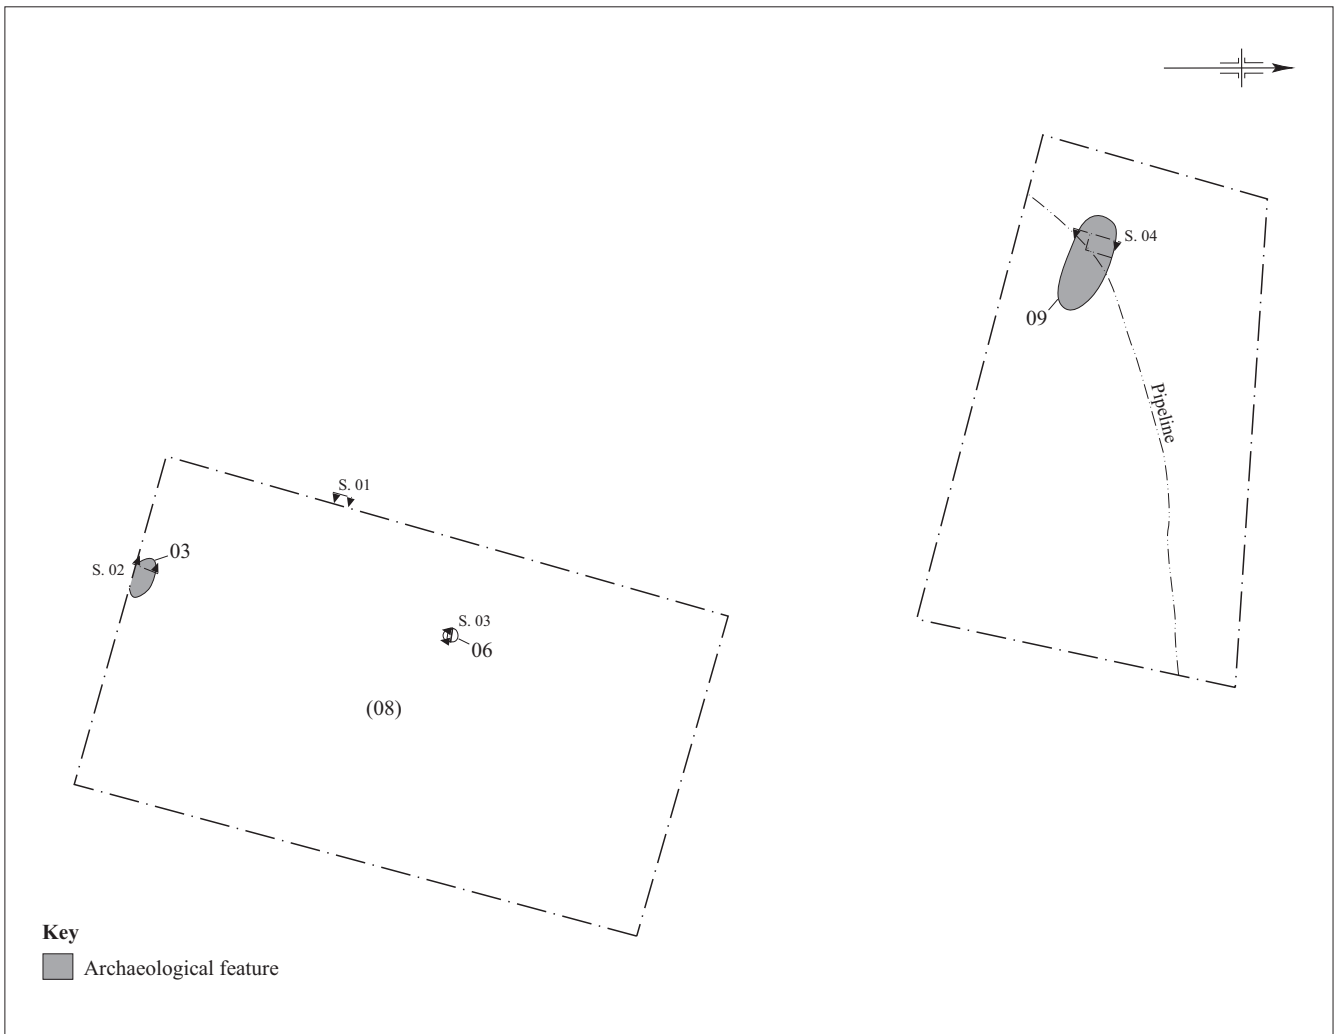 S. 04
09
Pipeline
S. 01
03
S. 02
S. 03
06
(08)
Key
Archaeological feature